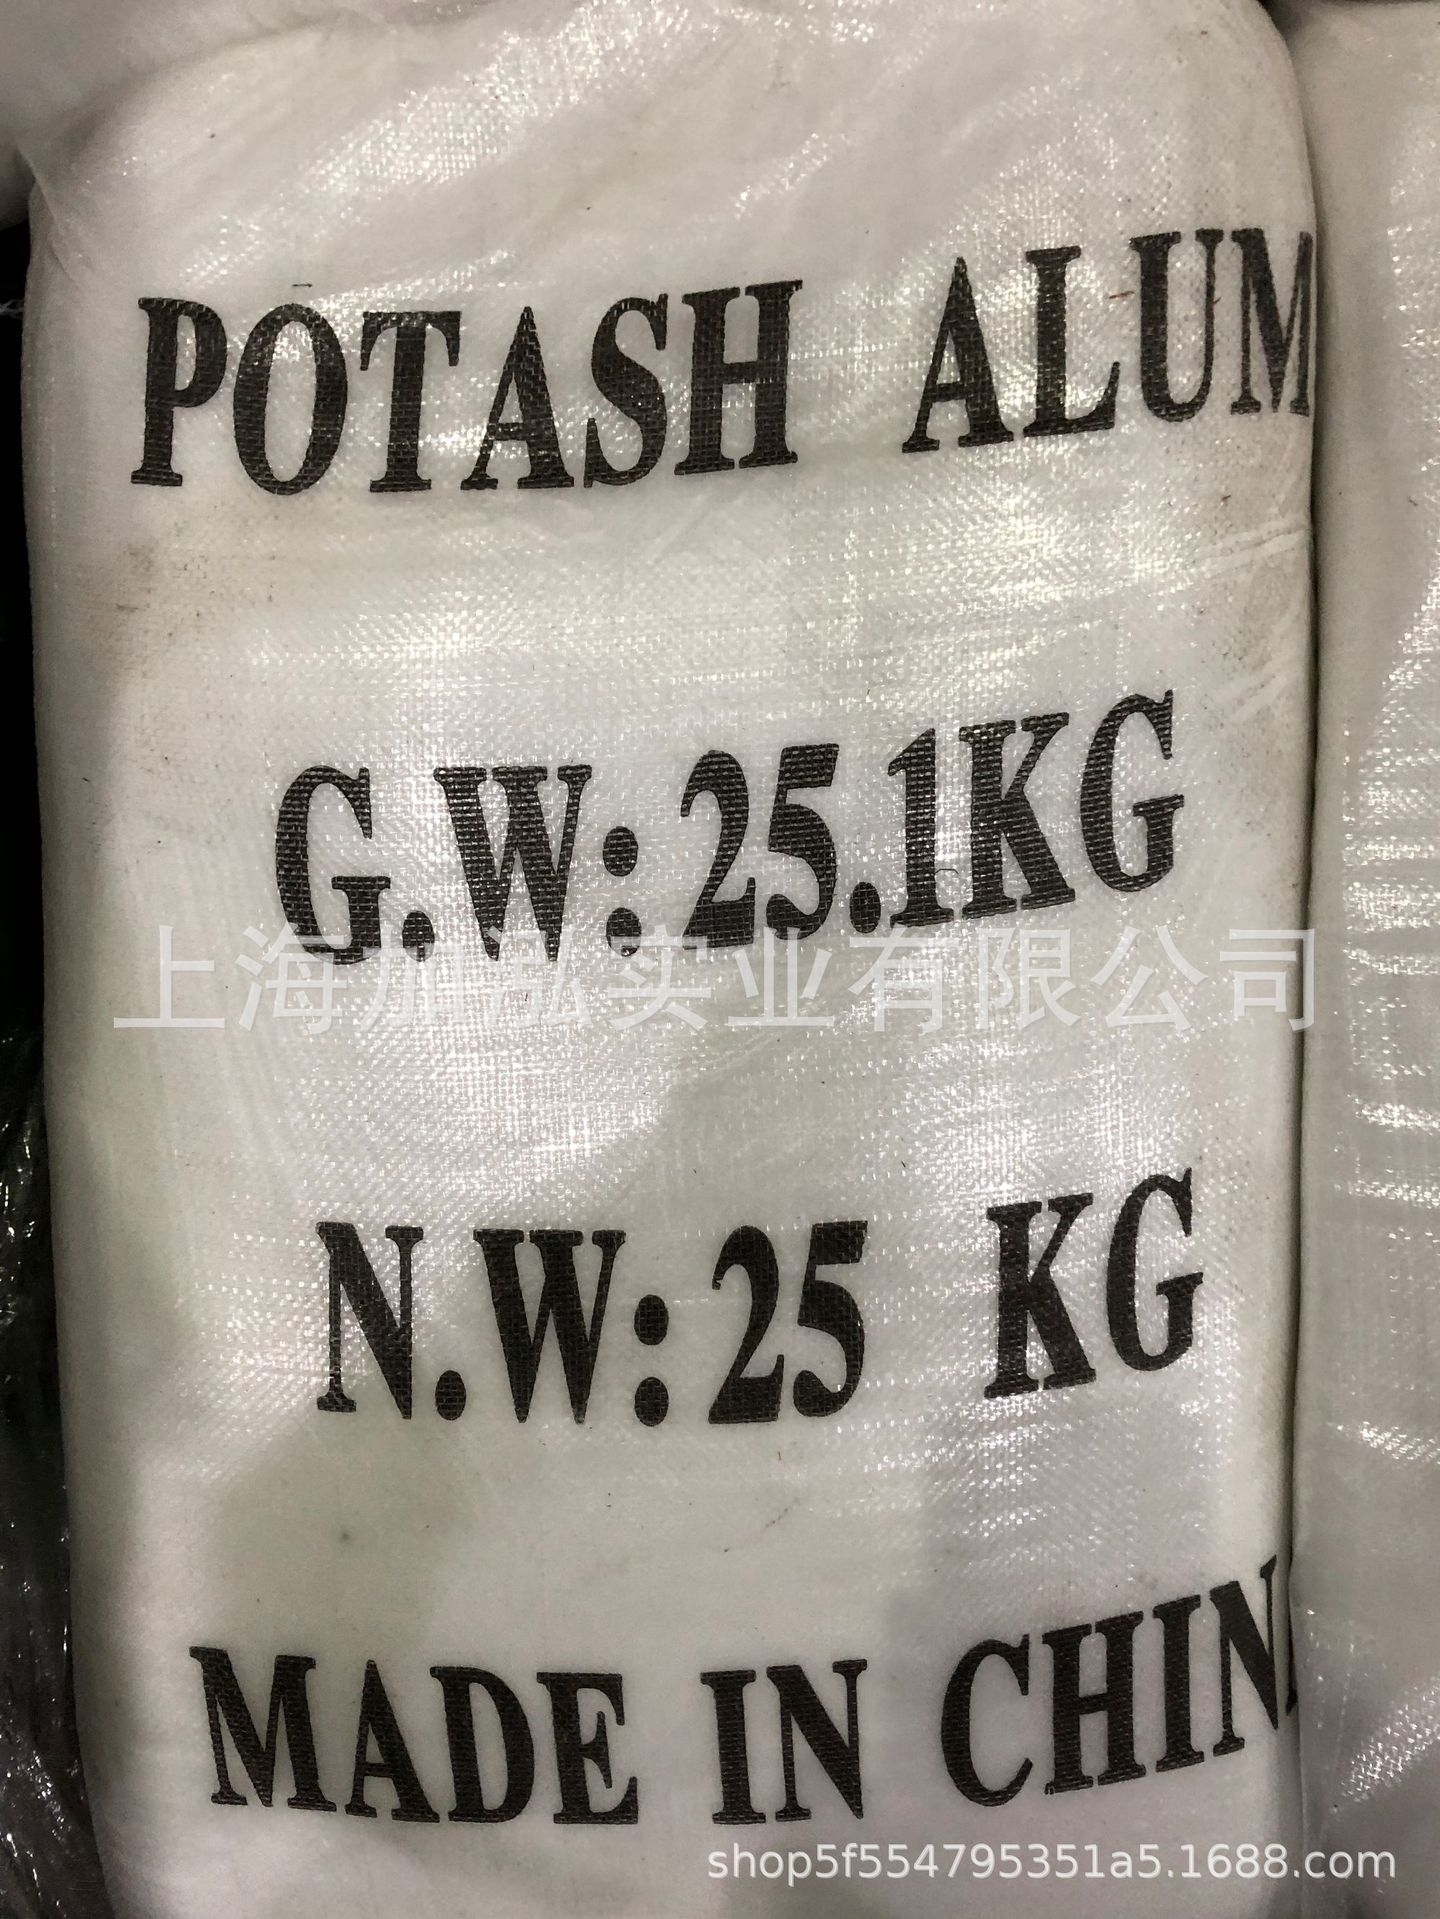 POTASH ALUM
G.W:25.1KG
上海加泓实业有限公司
N.W:25 KG
MADE IN CHIN
shop5f554795351a5.1688.com